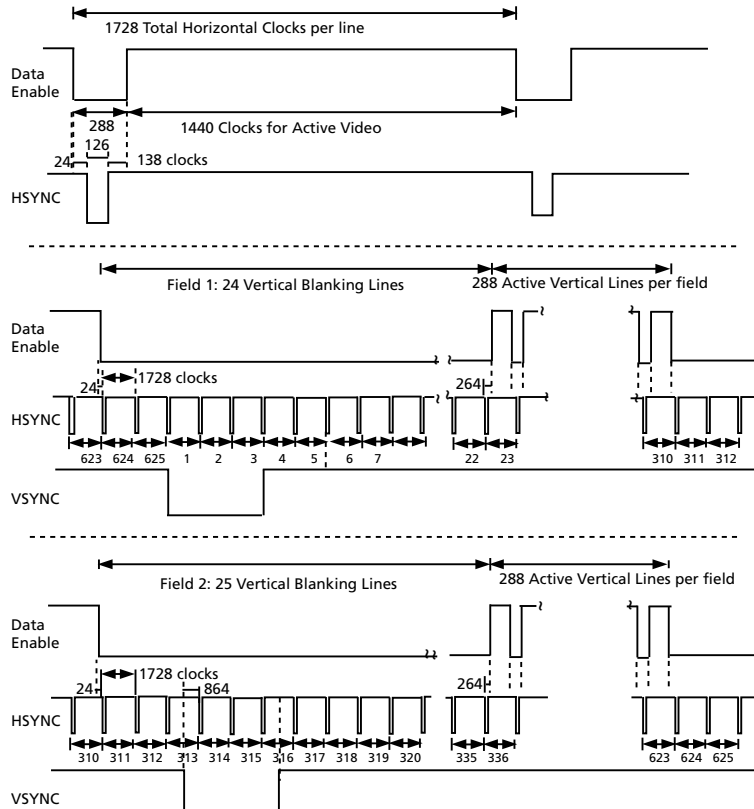 1728 Total Horizontal Clocks per line
Data
Enable
288
1440 Clocks for Active Video
126
24
138 clocks
HSYNC
Field 1: 24 Vertical Blanking Lines
288 Active Vertical Lines per field
Data
Enable
24
1728 clocks
264
HSYNC
623 624 625 1 2 3 4 5 6 7 22 23 310 311 312
VSYNC
Field 2: 25 Vertical Blanking Lines
288 Active Vertical Lines per field
Data
Enable
1728 clocks
24
864
264
HSYNC
310 311 312 313 314 315 316 317 318 319 320 335 336 623 624 625
VSYNC